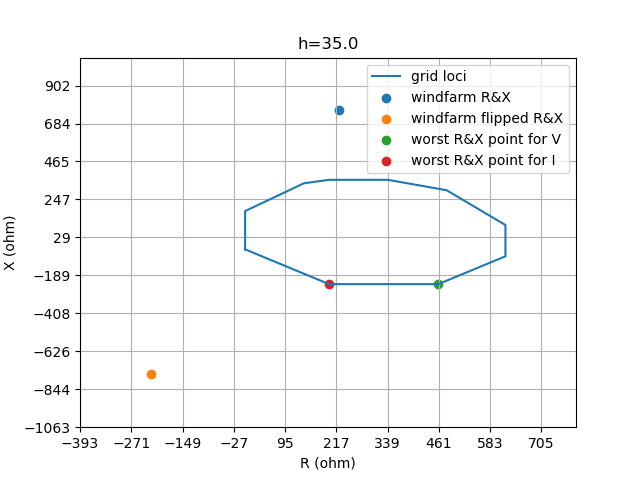 h=35.0
grid loci
windfarm R&X
windfarm flipped R&X
worst R&X point for V
worst R&X point for I
902
684
465
247
29
−189
−408
−626
−844
−1063
X (ohm)
−393 −271 −149 −27 95 217 339 461 583 705
R (ohm)